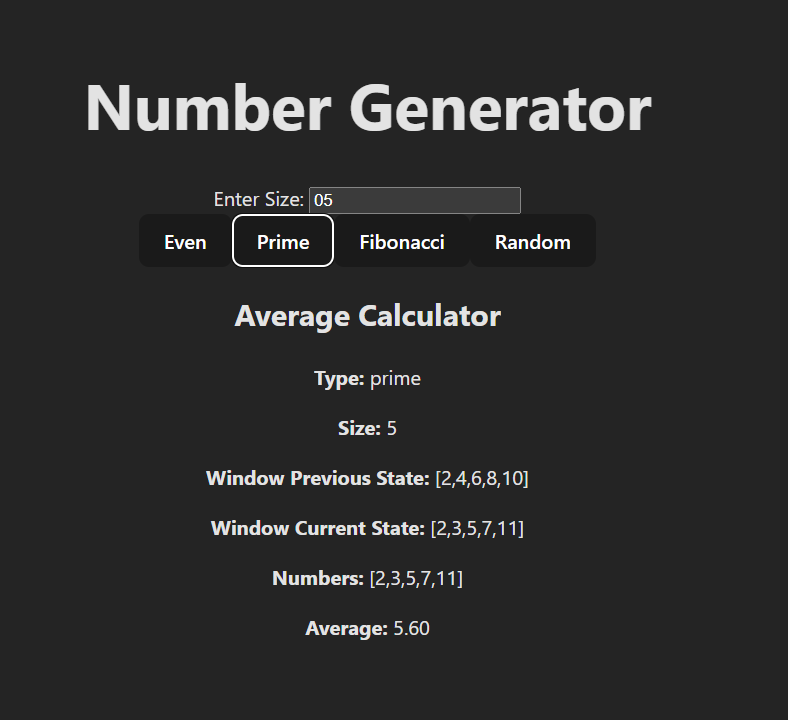 Number Generator
Enter Size: 05
Even Prime Fibonacci Random
Average Calculator
Type: prime
Size: 5
Window Previous State: [2,4,6,8,10]
Window Current State: [2,3,5,7,11]
Numbers: [2,3,5,7,11]
Average: 5.60